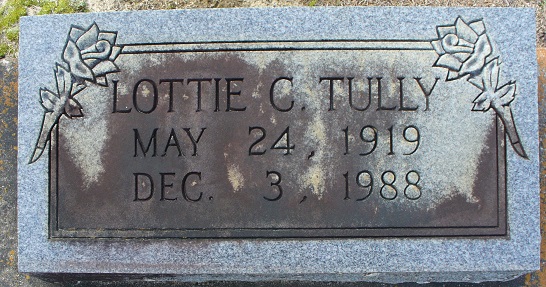 LOTTIE C. TULLY
MAY 24, 1919
DEC. 3, 1988